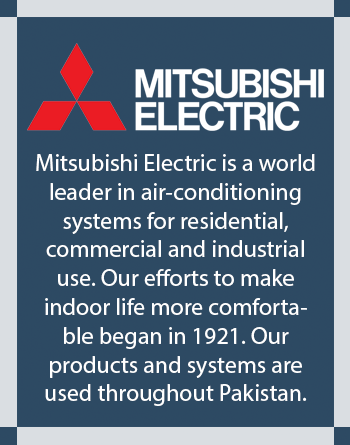 MITSUBISHI
ELECTRIC
Mitsubishi Electric is a world
leader in air-conditioning
systems for residential,
commercial and industrial
use. Our efforts to make
indoor life more comforta-
ble began in 1921. Our
products and systems are
used throughout Pakistan.